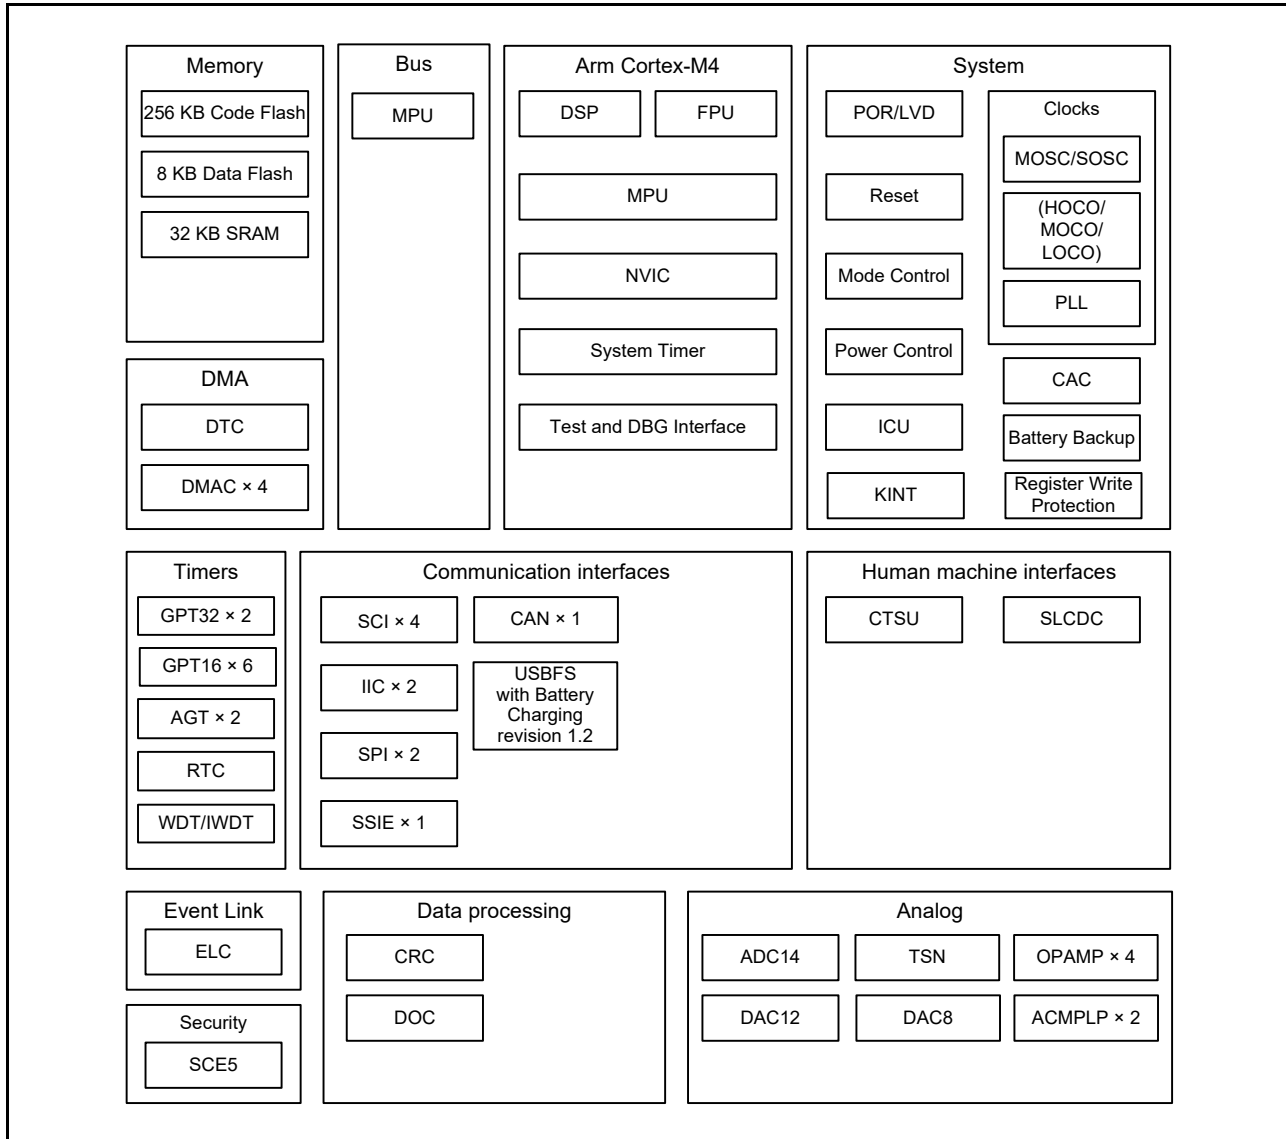 Memory
256 KB Code Flash
8 KB Data Flash
32 KB SRAM
DMA
DTC
DMAC × 4
Bus
MPU
Arm Cortex-M4
DSP
FPU
MPU
NVIC
System Timer
Test and DBG Interface
System
POR/LVD
Reset
Mode Control
Power Control
ICU
KINT
Clocks
MOSC/SOSC
(HOCO/
MOCO/
LOCO)
PLL
CAC
Battery Backup
Register Write
Protection
Timers
GPT32 × 2
GPT16 × 6
AGT × 2
RTC
WDT/IWDT
Communication interfaces
SCI × 4
IIC × 2
SPI × 2
SSIE × 1
CAN × 1
USBFS
with Battery
Charging
revision 1.2
Human machine interfaces
CTSU
SLCDC
Event Link
ELC
Security
SCE5
Data processing
CRC
DOC
Analog
ADC14
TSN
OPAMP × 4
DAC12
DAC8
ACMPLP × 2